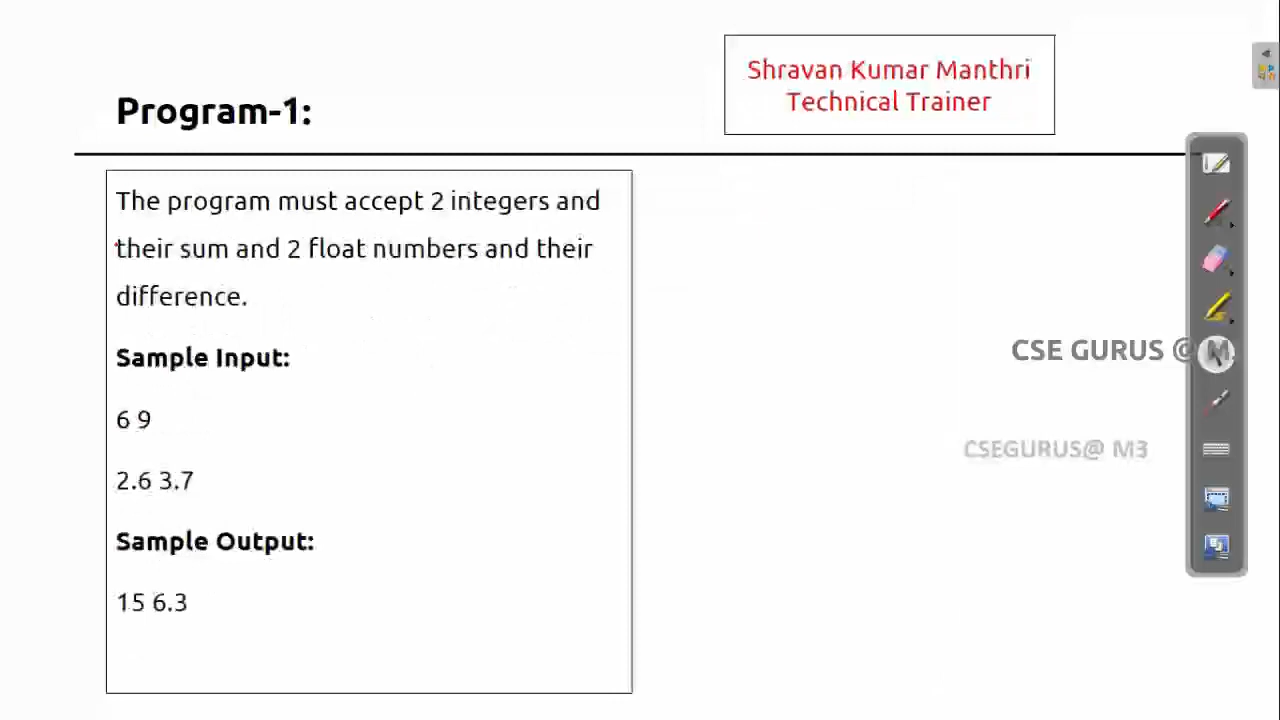 Shravan Kumar Manthri
Technical Trainer
Program-1:
The program must accept 2 integers and
their sum and 2 float numbers and their
difference.
Sample Input:
6 9
2.6 3.7
Sample Output:
15 6.3
CSE GURUS @ M
CSEGURUS@ M3